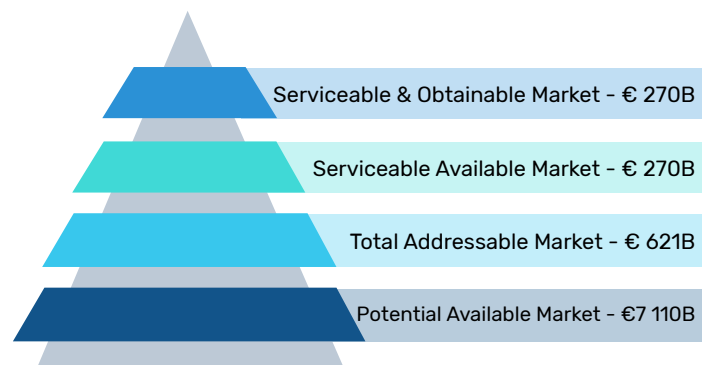 Serviceable & Obtainable Market - € 270B
Serviceable Available Market - € 270B
Total Addressable Market - € 621B
Potential Available Market - €7 110B